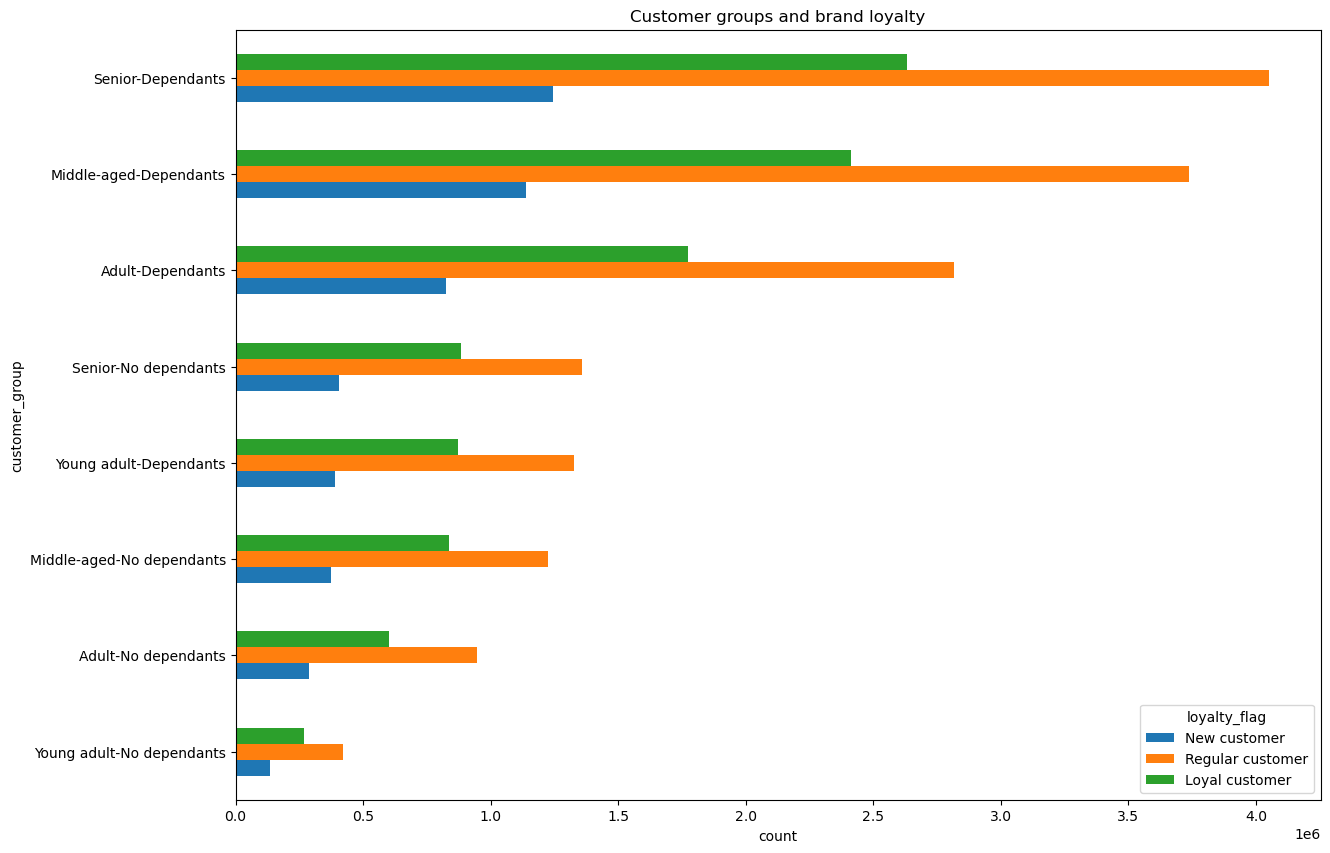 Customer groups and brand loyalty
Senior-Dependants
Middle-aged-Dependants
Adult-Dependants
Senior-No dependants
Young adult-Dependants
Middle-aged-No dependants
Adult-No dependants
Young adult-No dependants
customer_group
loyalty_flag
New customer
Regular customer
Loyal customer
0.0 0.5 1.0 1.5 2.0 2.5 3.0 3.5 4.0
1e6
count